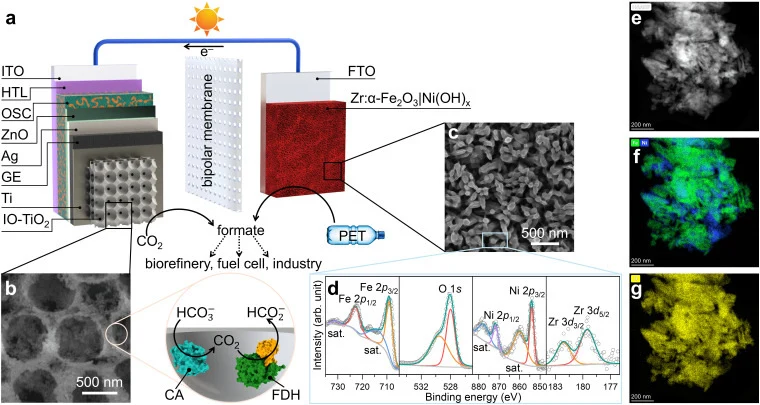 a
e⁻
ITO
HTL
OSC
ZnO
Ag
GE
Ti
IO-TiO₂
bipolar membrane
FTO
Zr:α-Fe₂O₃|Ni(OH)ₓ
CO₂
formate
PET
biorefinery, fuel cell, industry
b
500 nm
HCO₃⁻
HCO₂⁻
CO₂
CA
FDH
c
500 nm
d
Intensity (arb. unit)
Fe 2p₁/₂
Fe 2p₃/₂
sat.
sat.
O 1s
Ni 2p₃/₂
Ni 2p₁/₂
sat.
sat.
Zr 3d₃/₂
Zr 3d₅/₂
730 720 710 532 528 880 870 860 850 183 180 177
Binding energy (eV)
e
200 nm
f
Ni
200 nm
g
200 nm